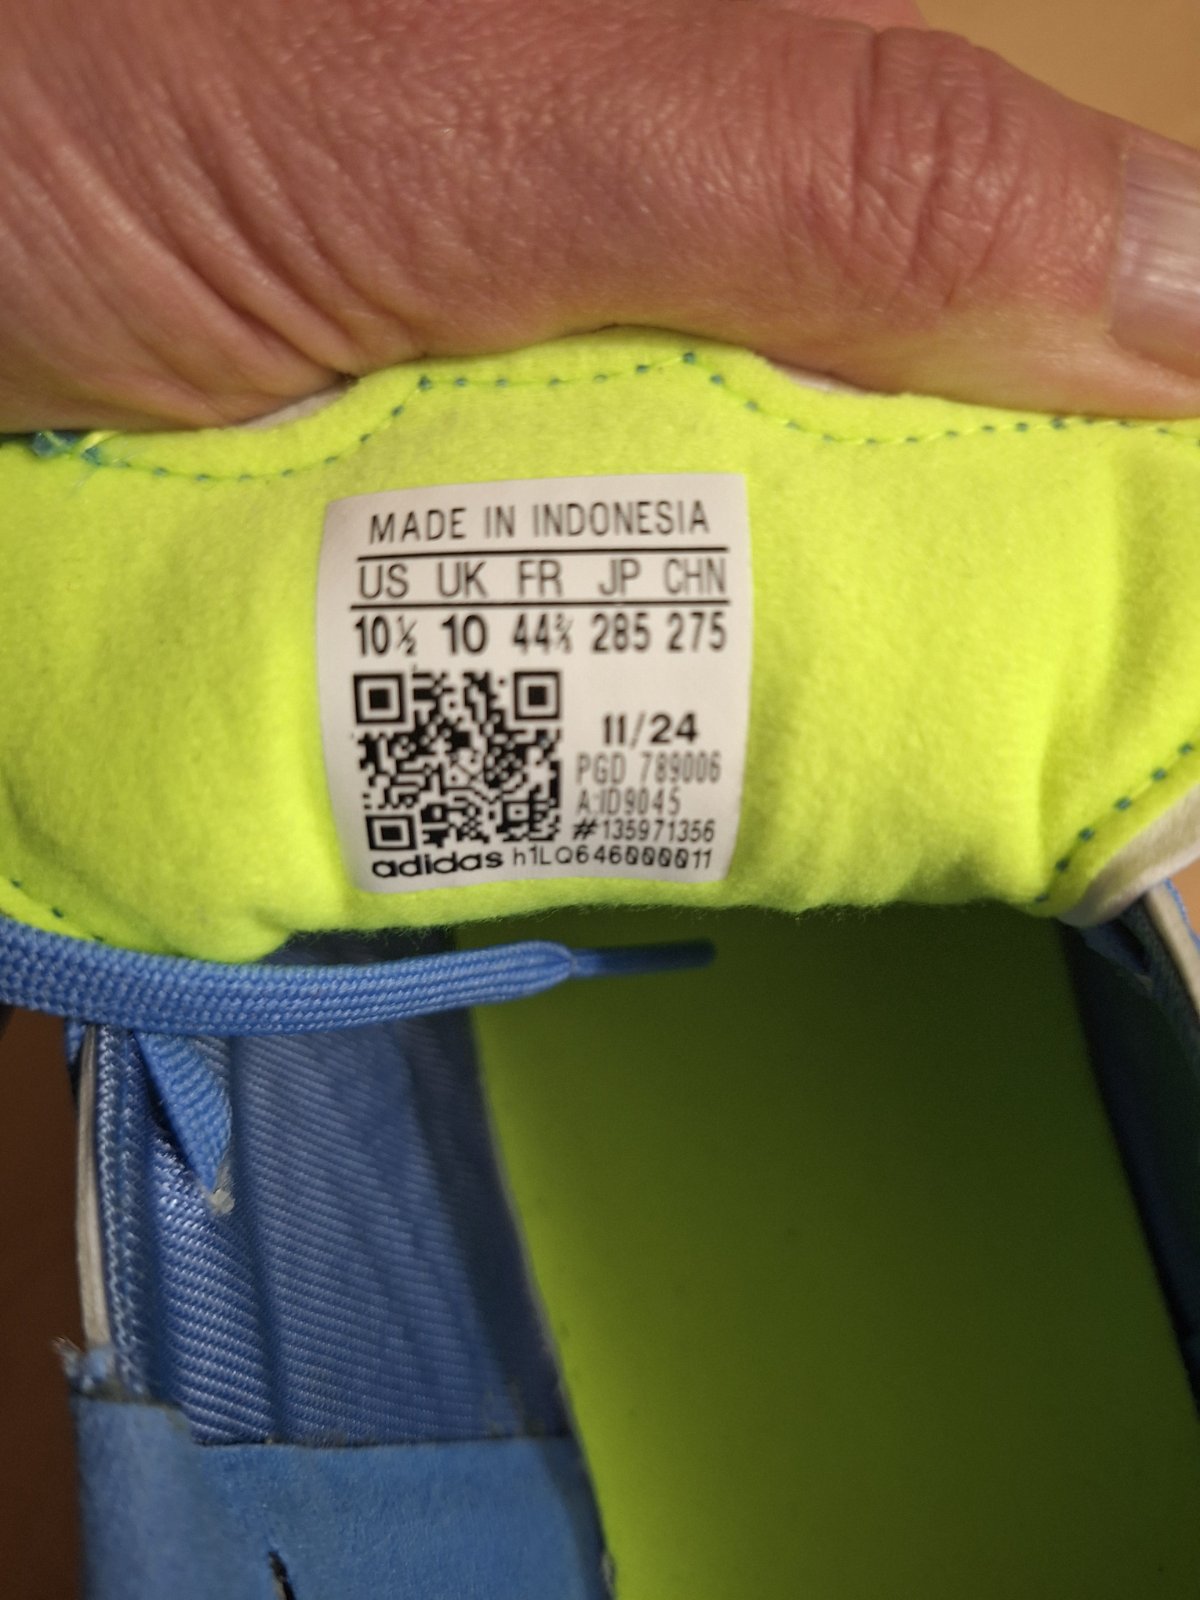 MADE IN INDONESIA
US UK FR JP CHN
10½ 10 44⅔ 285 275
11/24
PGD 789006
A:ID9045
#135971356
adidas h1LQ646000011